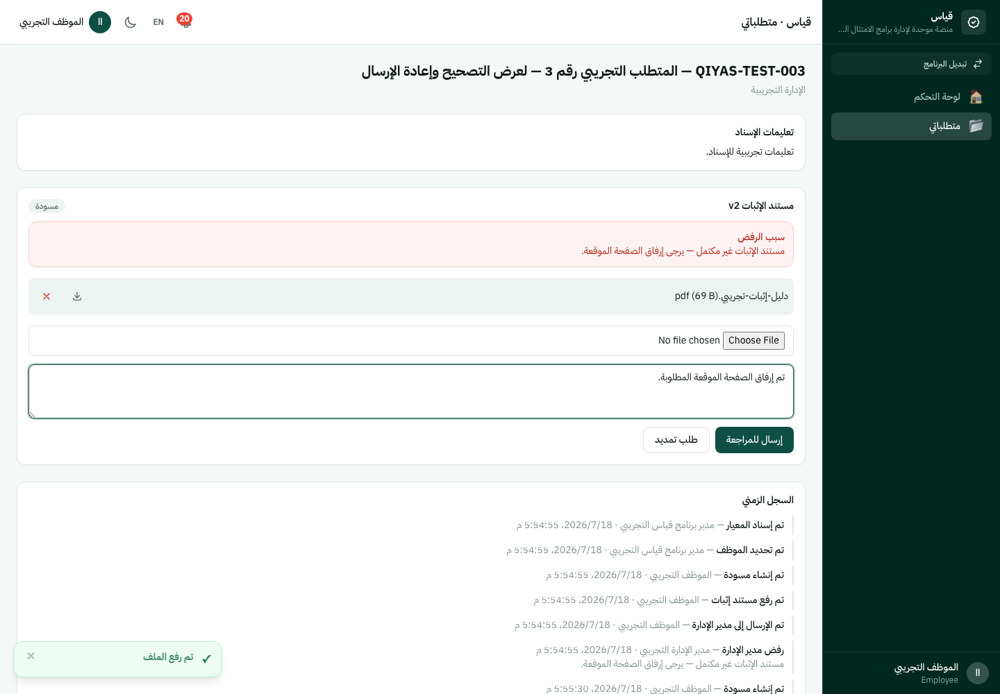 قياس
منصة موحدة لإدارة برامج الامتثال الـ...
تبديل البرنامج
لوحة التحكم
متطلباتي
الموظف التجريبي
Employee
قياس · متطلباتي
20
EN
اا
الموظف التجريبي
QIYAS-TEST-003 — المتطلب التجريبي رقم 3 — لعرض التصحيح وإعادة الإرسال
الإدارة التجريبية
تعليمات الإسناد
تعليمات تجريبية للإسناد.
مستند الإثبات v2
مسودة
سبب الرفض
مستند الإثبات غير مكتمل — يرجى إرفاق الصفحة الموقعة.
دليل-إثبات-تجريبي.pdf (69 B)
Choose File No file chosen
تم إرفاق الصفحة الموقعة المطلوبة.
إرسال للمراجعة
طلب تمديد
السجل الزمني
تم إسناد المعيار — مدير برنامج قياس التجريبي · 2026/7/18، 5:54:55 م
تم تحديد الموظف — مدير برنامج قياس التجريبي · 2026/7/18، 5:54:55 م
تم إنشاء مسودة — الموظف التجريبي · 2026/7/18، 5:54:55 م
تم رفع مستند إثبات — الموظف التجريبي · 2026/7/18، 5:54:55 م
تم الإرسال إلى مدير الإدارة — الموظف التجريبي · 2026/7/18، 5:54:55 م
رفض مدير الإدارة — مدير الإدارة التجريبي · 2026/7/18، 5:54:55 م
مستند الإثبات غير مكتمل — يرجى إرفاق الصفحة الموقعة.
تم إنشاء مسودة — الموظف التجريبي · 2026/7/18، 5:55:30 م
تم رفع الملف
اا